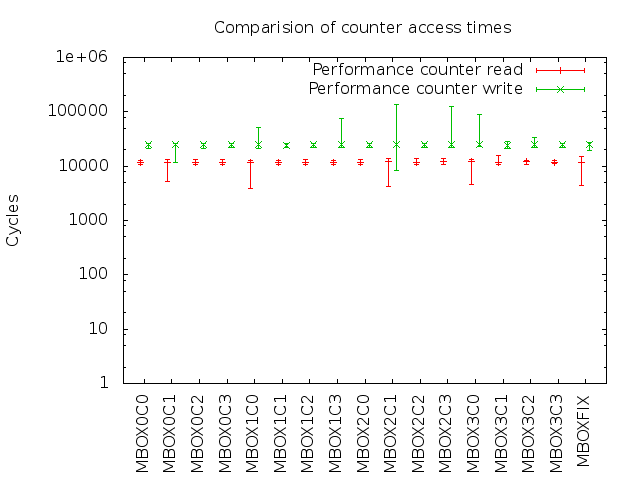 Comparision of counter access times
1e+06
100000
10000
1000
100
10
1
Cycles
Performance counter read
Performance counter write
MBOX0C0
MBOX0C1
MBOX0C2
MBOX0C3
MBOX1C0
MBOX1C1
MBOX1C2
MBOX1C3
MBOX2C0
MBOX2C1
MBOX2C2
MBOX2C3
MBOX3C0
MBOX3C1
MBOX3C2
MBOX3C3
MBOXFIX